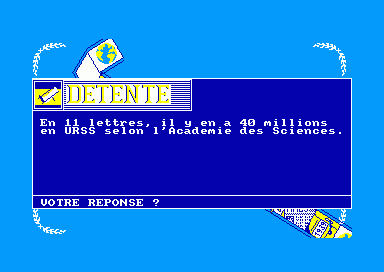 DETENTE
En 11 lettres, il y en a 40 millions
en URSS selon l'Academie des Sciences.
VOTRE REPONSE ?